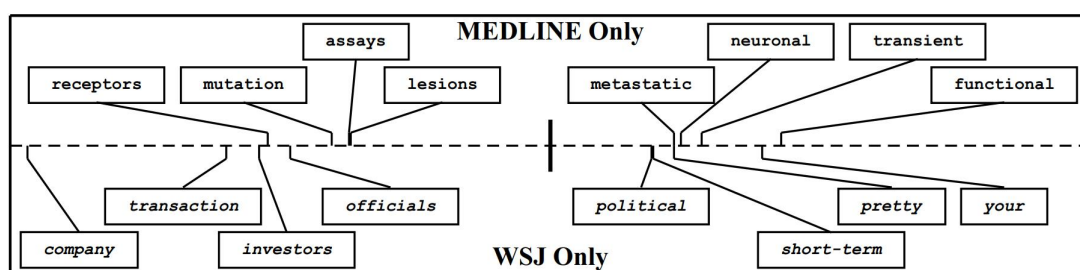 MEDLINE Only
assays
neuronal
transient
receptors
mutation
lesions
metastatic
functional
transaction
officials
political
pretty
your
company
investors
short-term
WSJ Only